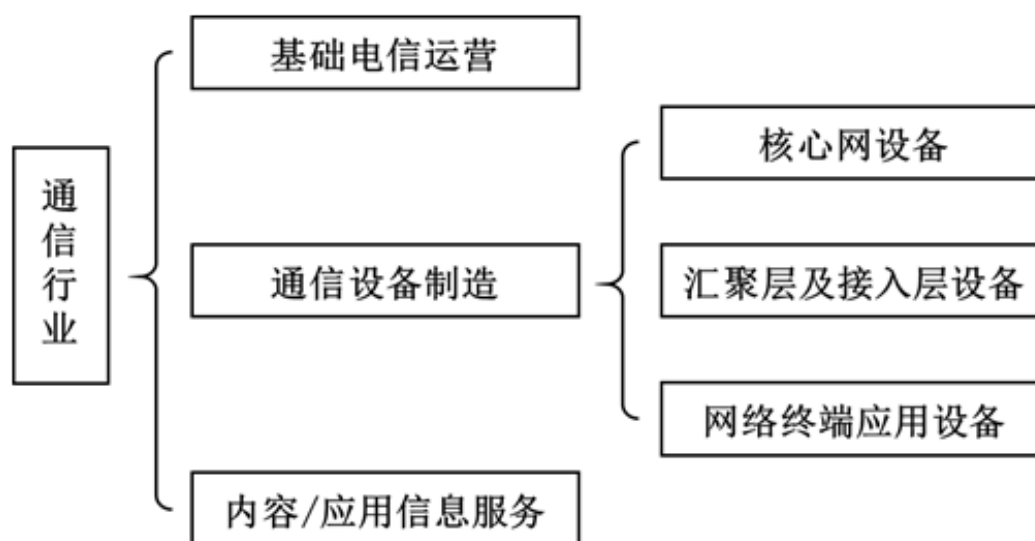 通信行业
基础电信运营
通信设备制造
内容/应用信息服务
核心网设备
汇聚层及接入层设备
网络终端应用设备